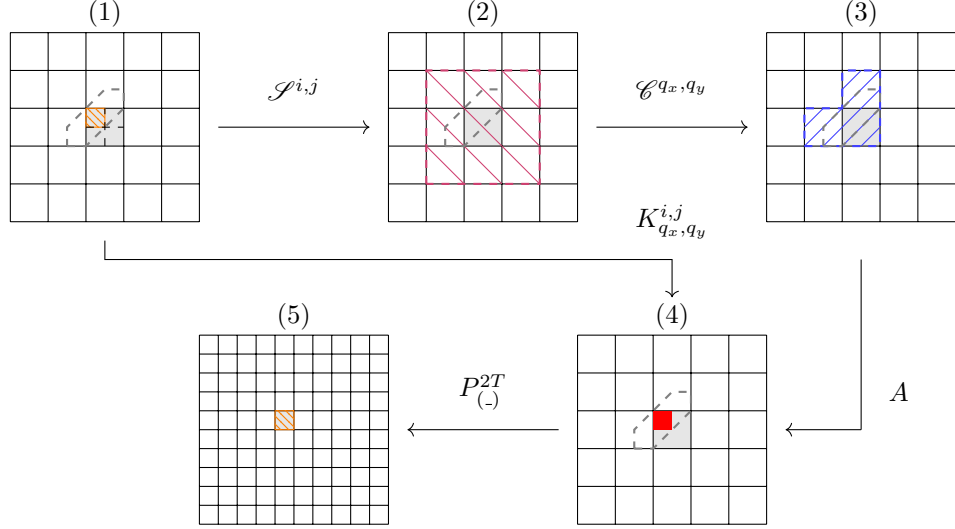 (1)
(2)
(3)
𝒮^{i,j}
𝒞^{q_x,q_y}
K^{i,j}_{q_x,q_y}
(5)
(4)
P^{2T}_{(-)}
A